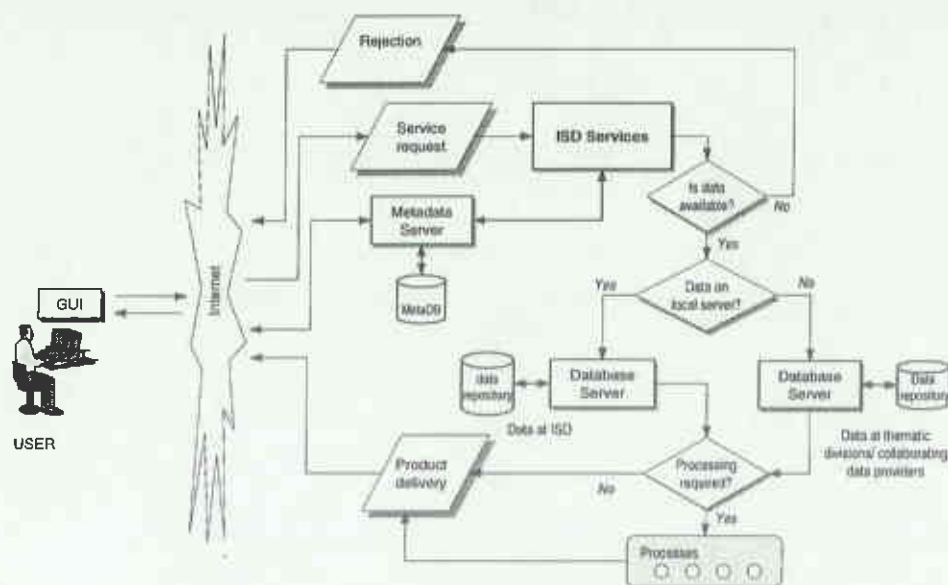 Rejection
Service
request
ISD Services
Is data
available?
No
Metadata
Server
Yes
Internet
GUI
MetaDB
Yes
Data on
local server?
No
data
repository
Database
Server
Database
Server
Data
repository
USER
Data at ISD
Data at thematic
divisions/ collaborating
data providers
Product
delivery
Processing
required?
No
Yes
Processes